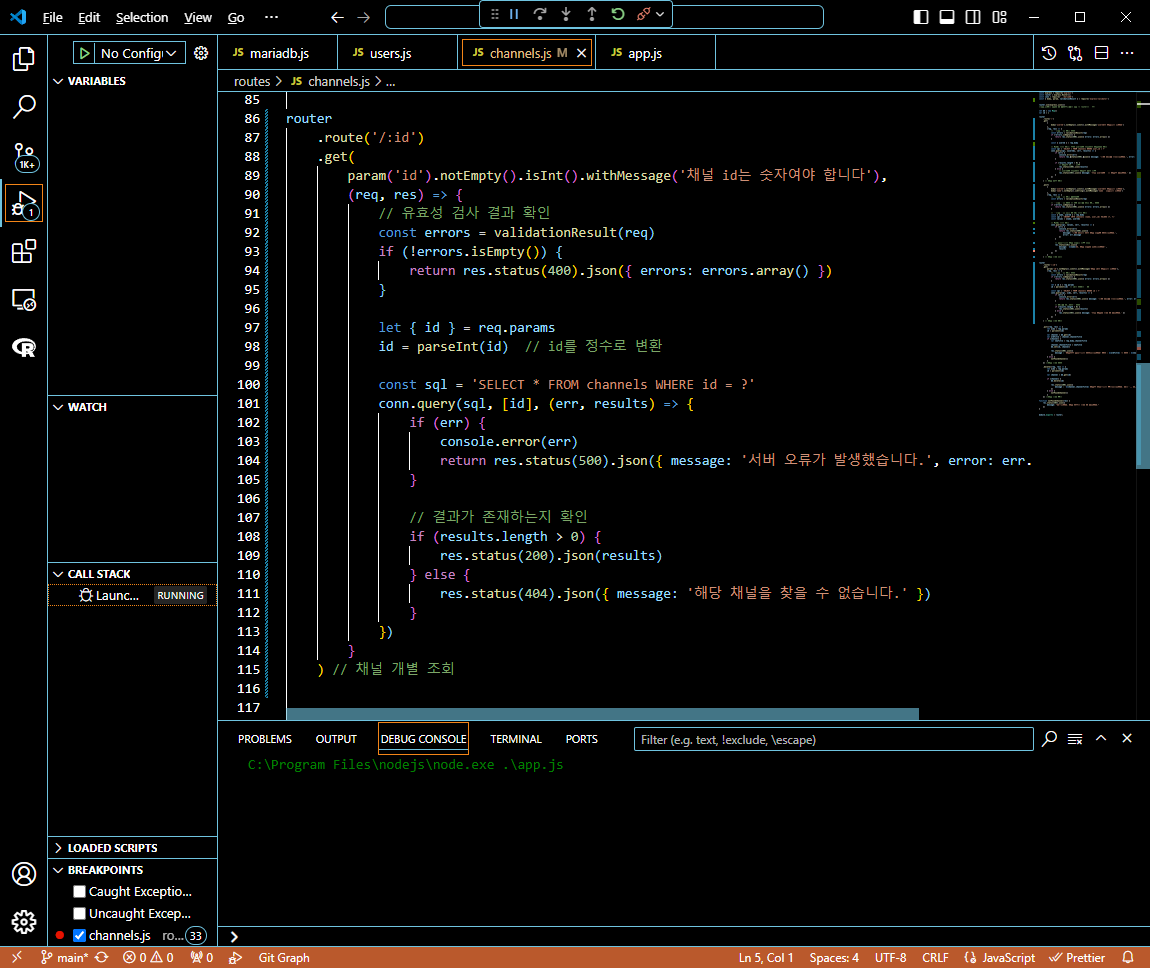 File Edit Selection View Go ...
No Config
mariadb.js users.js channels.js M app.js
JS JS JS JS
routes > JS channels.js > ...
1K+
1
VARIABLES
WATCH
CALL STACK
Launc... RUNNING
LOADED SCRIPTS
BREAKPOINTS
Caught Exceptio...
Uncaught Excep...
channels.js ro... 33
85
86 router
87 .route('/:id')
88 .get(
89 param('id').notEmpty().isInt().withMessage('채널 id는 숫자여야 합니다'),
90 (req, res) => {
91 // 유효성 검사 결과 확인
92 const errors = validationResult(req)
93 if (!errors.isEmpty()) {
94 return res.status(400).json({ errors: errors.array() })
95 }
96
97 let { id } = req.params
98 id = parseInt(id)  // id를 정수로 변환
99
100 const sql = 'SELECT * FROM channels WHERE id = ?'
101 conn.query(sql, [id], (err, results) => {
102 if (err) {
103 console.error(err)
104 return res.status(500).json({ message: '서버 오류가 발생했습니다.', error: err.
105 }
106
107 // 결과가 존재하는지 확인
108 if (results.length > 0) {
109 res.status(200).json(results)
110 } else {
111 res.status(404).json({ message: '해당 채널을 찾을 수 없습니다.' })
112 }
113 })
114 }
115 ) // 채널 개별 조회
116
117
PROBLEMS OUTPUT DEBUG CONSOLE TERMINAL PORTS Filter (e.g. text, !exclude, \escape)
C:\Program Files\nodejs\node.exe .\app.js
main* 0 0 0 Git Graph Ln 5, Col 1 Spaces: 4 UTF-8 CRLF {} JavaScript Prettier